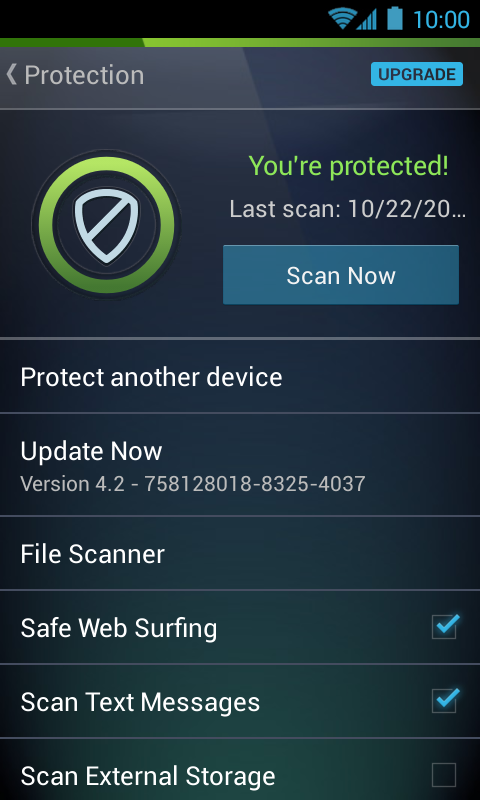 10:00
Protection
UPGRADE
You're protected!
Last scan: 10/22/20...
Scan Now
Protect another device
Update Now
Version 4.2 - 758128018-8325-4037
File Scanner
Safe Web Surfing
Scan Text Messages
Scan External Storage